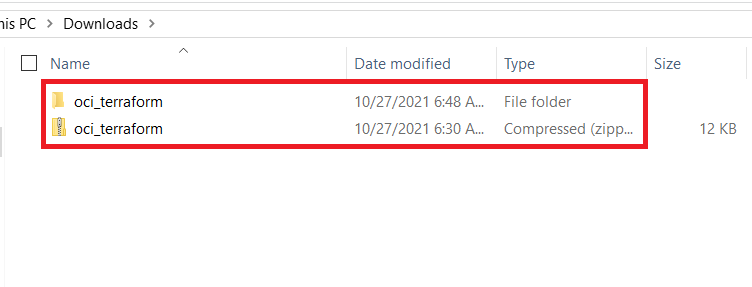 his PC > Downloads >
Name Date modified Type Size
oci_terraform 10/27/2021 6:48 A... File folder
oci_terraform 10/27/2021 6:30 A... Compressed (zipp... 12 KB